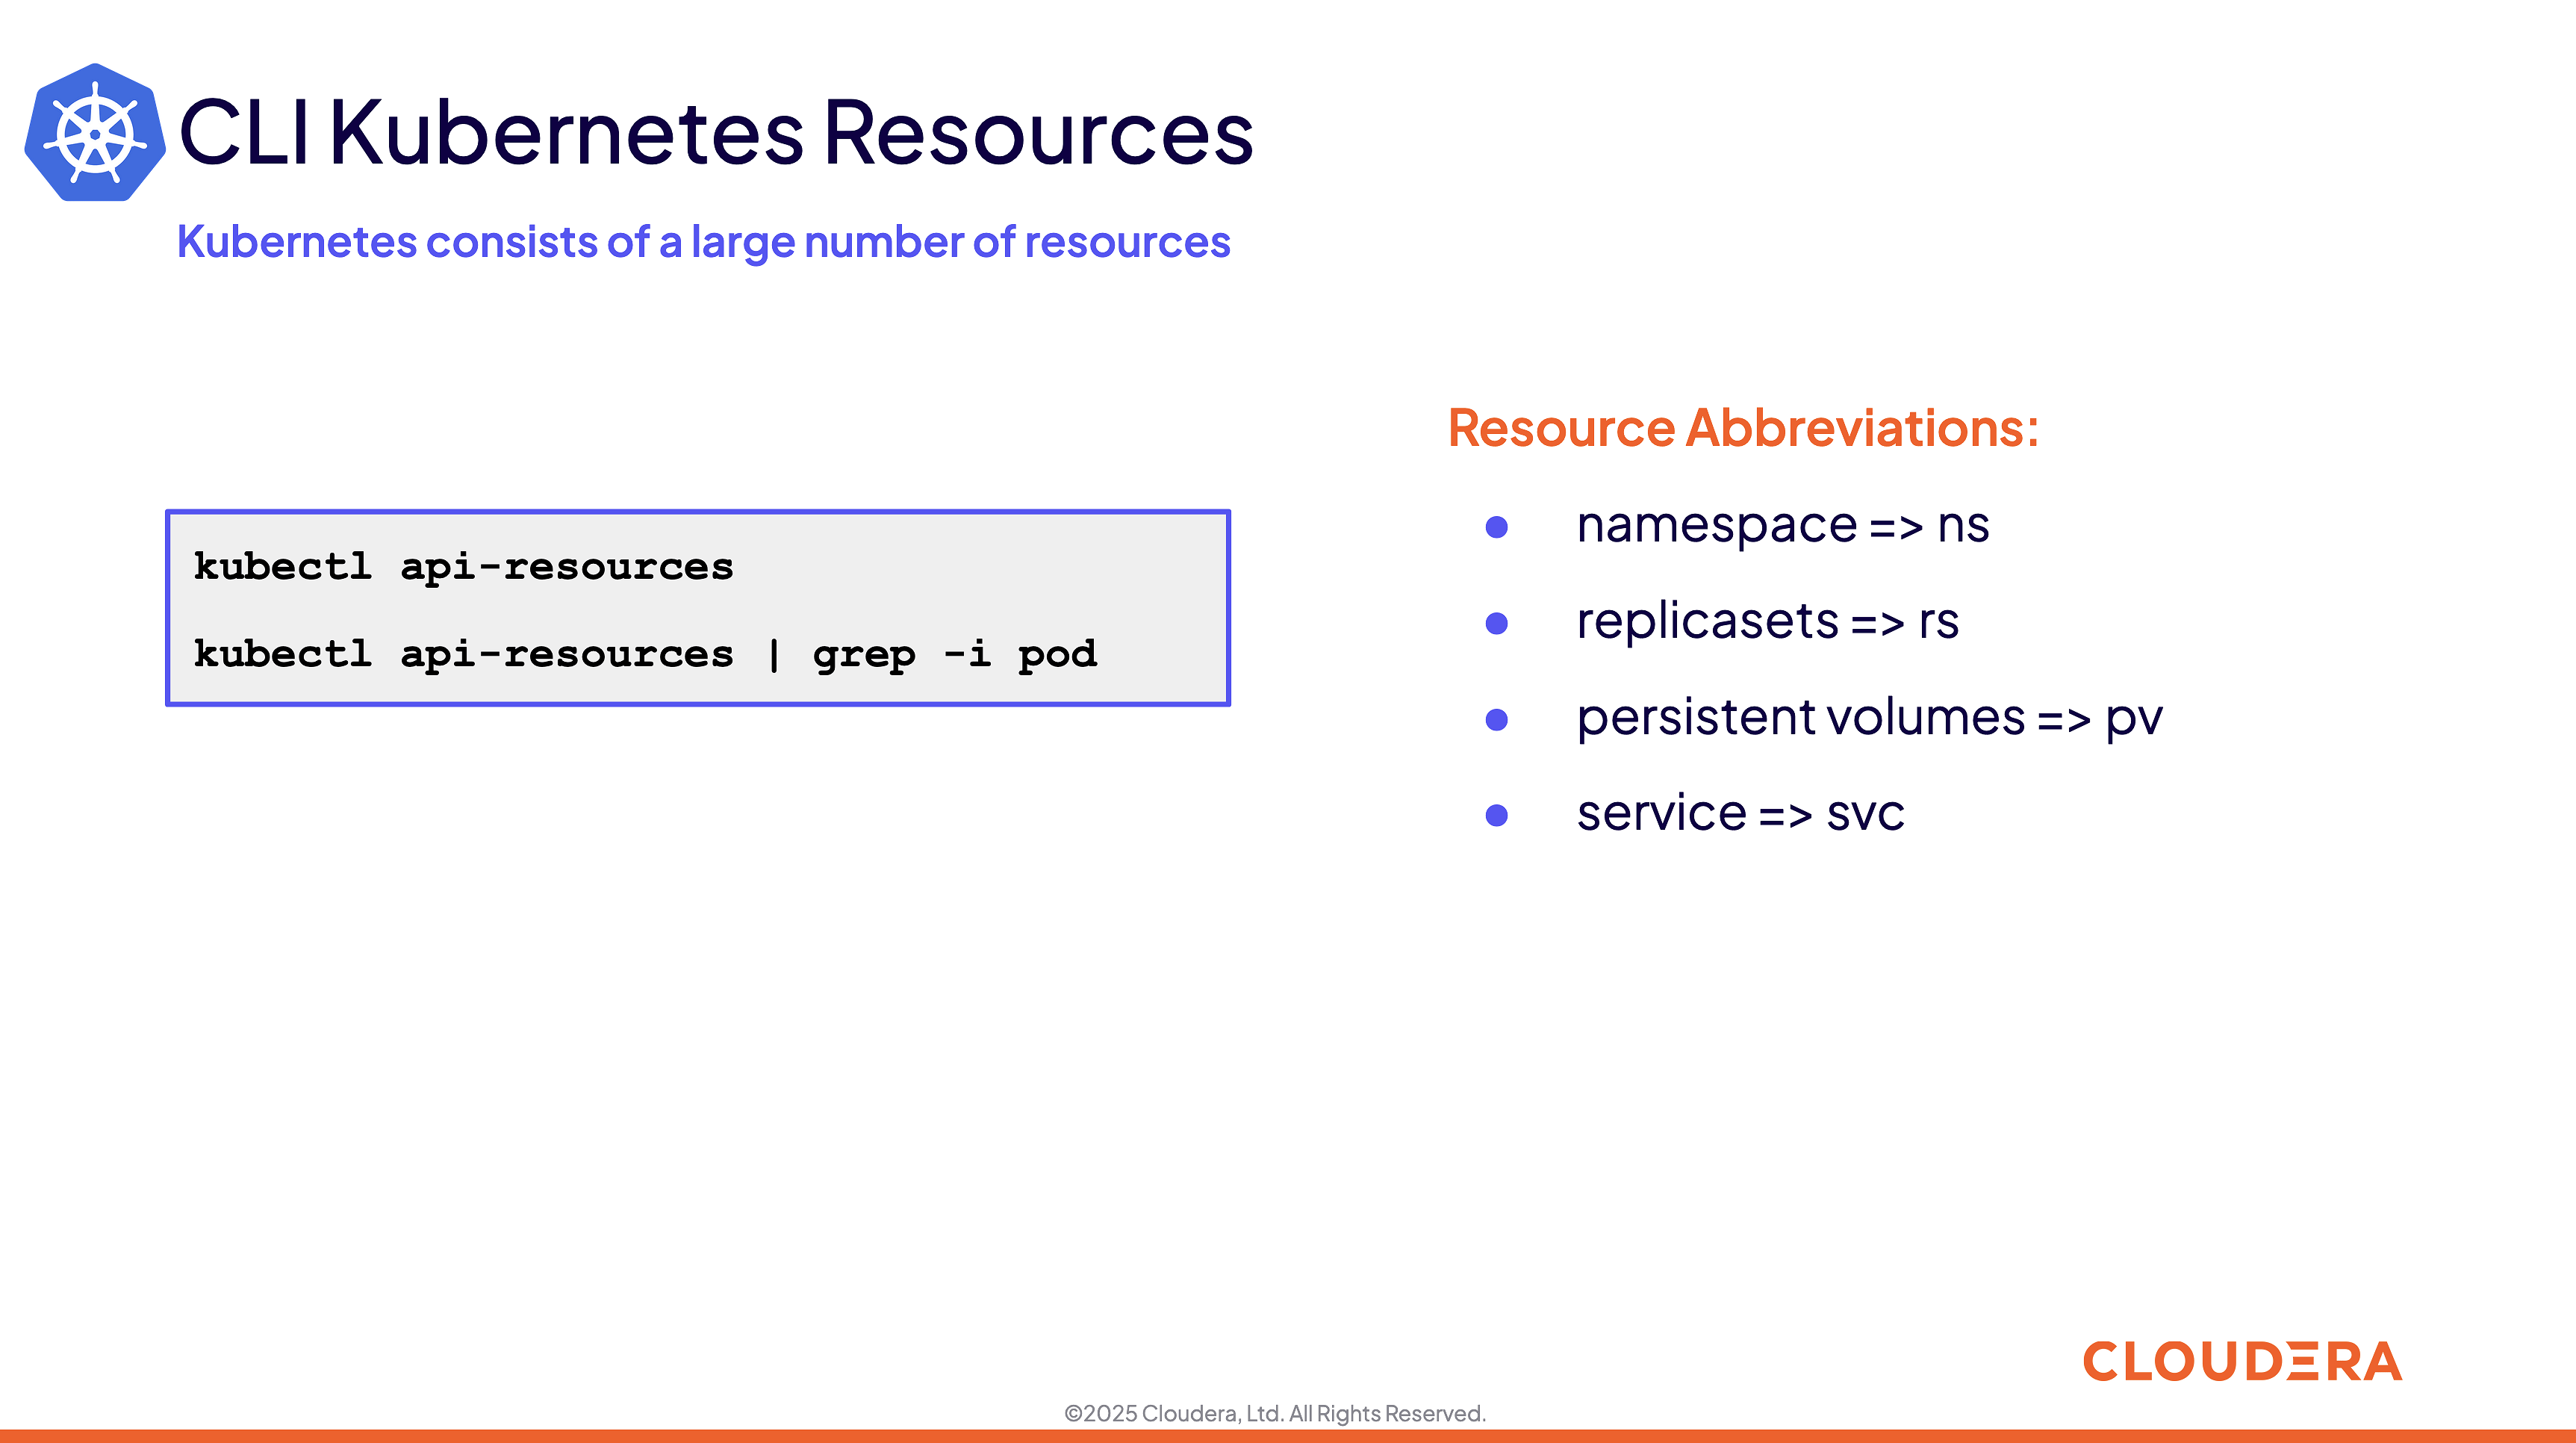 CLI Kubernetes Resources
Kubernetes consists of a large number of resources
kubectl api-resources
kubectl api-resources | grep -i pod
Resource Abbreviations:
● namespace => ns
● replicasets => rs
● persistent volumes => pv
● service => svc
CLOUDERA
©2025 Cloudera, Ltd. All Rights Reserved.